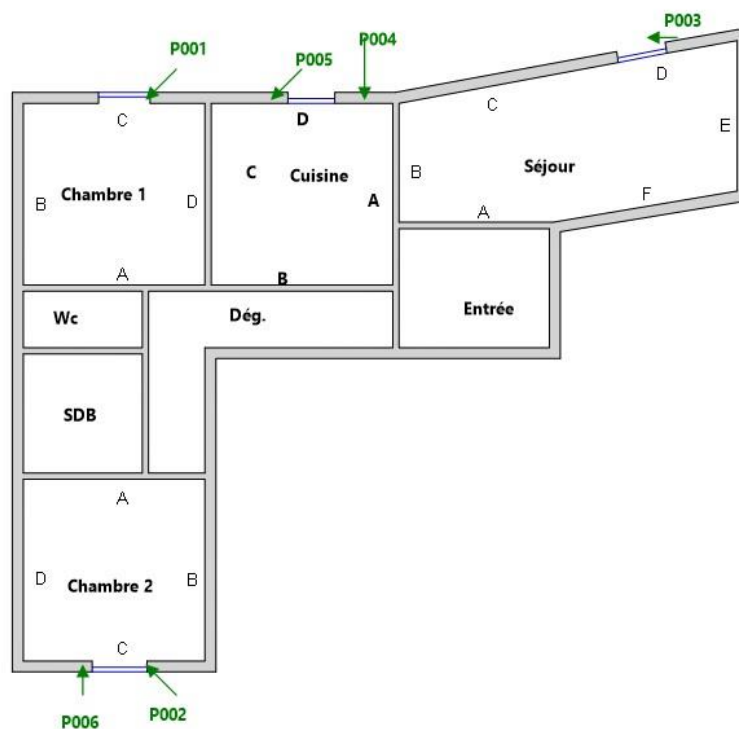 P003
P001
P005
P004
D
C
C
D
E
C
Cuisine
B
Séjour
B
Chambre 1
D
A
F
A
A
B
Wc
Dég.
Entrée
SDB
A
D
Chambre 2
B
C
P006
P002